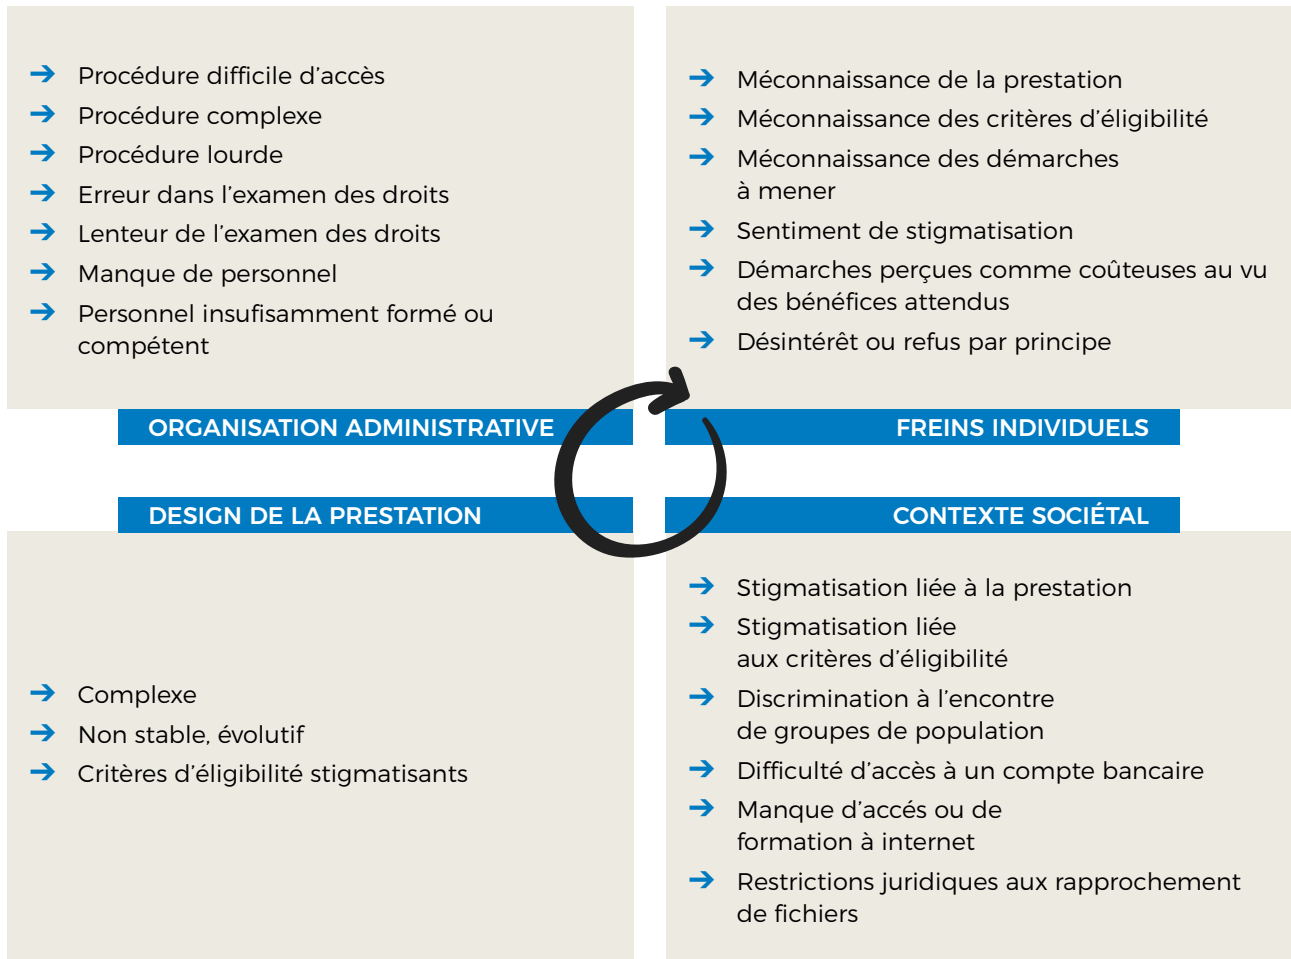 ➔ Procédure difficile d’accès
➔ Procédure complexe
➔ Procédure lourde
➔ Erreur dans l’examen des droits
➔ Lenteur de l’examen des droits
➔ Manque de personnel
➔ Personnel insufisamment formé ou
compétent
ORGANISATION ADMINISTRATIVE
➔ Méconnaissance de la prestation
➔ Méconnaissance des critères d’éligibilité
➔ Méconnaissance des démarches
à mener
➔ Sentiment de stigmatisation
➔ Démarches perçues comme coûteuses au vu
des bénéfices attendus
➔ Désintérêt ou refus par principe
FREINS INDIVIDUELS
DESIGN DE LA PRESTATION
➔ Complexe
➔ Non stable, évolutif
➔ Critères d’éligibilité stigmatisants
CONTEXTE SOCIÉTAL
➔ Stigmatisation liée à la prestation
➔ Stigmatisation liée
aux critères d’éligibilité
➔ Discrimination à l’encontre
de groupes de population
➔ Difficulté d’accès à un compte bancaire
➔ Manque d’accés ou de
formation à internet
➔ Restrictions juridiques aux rapprochement
de fichiers